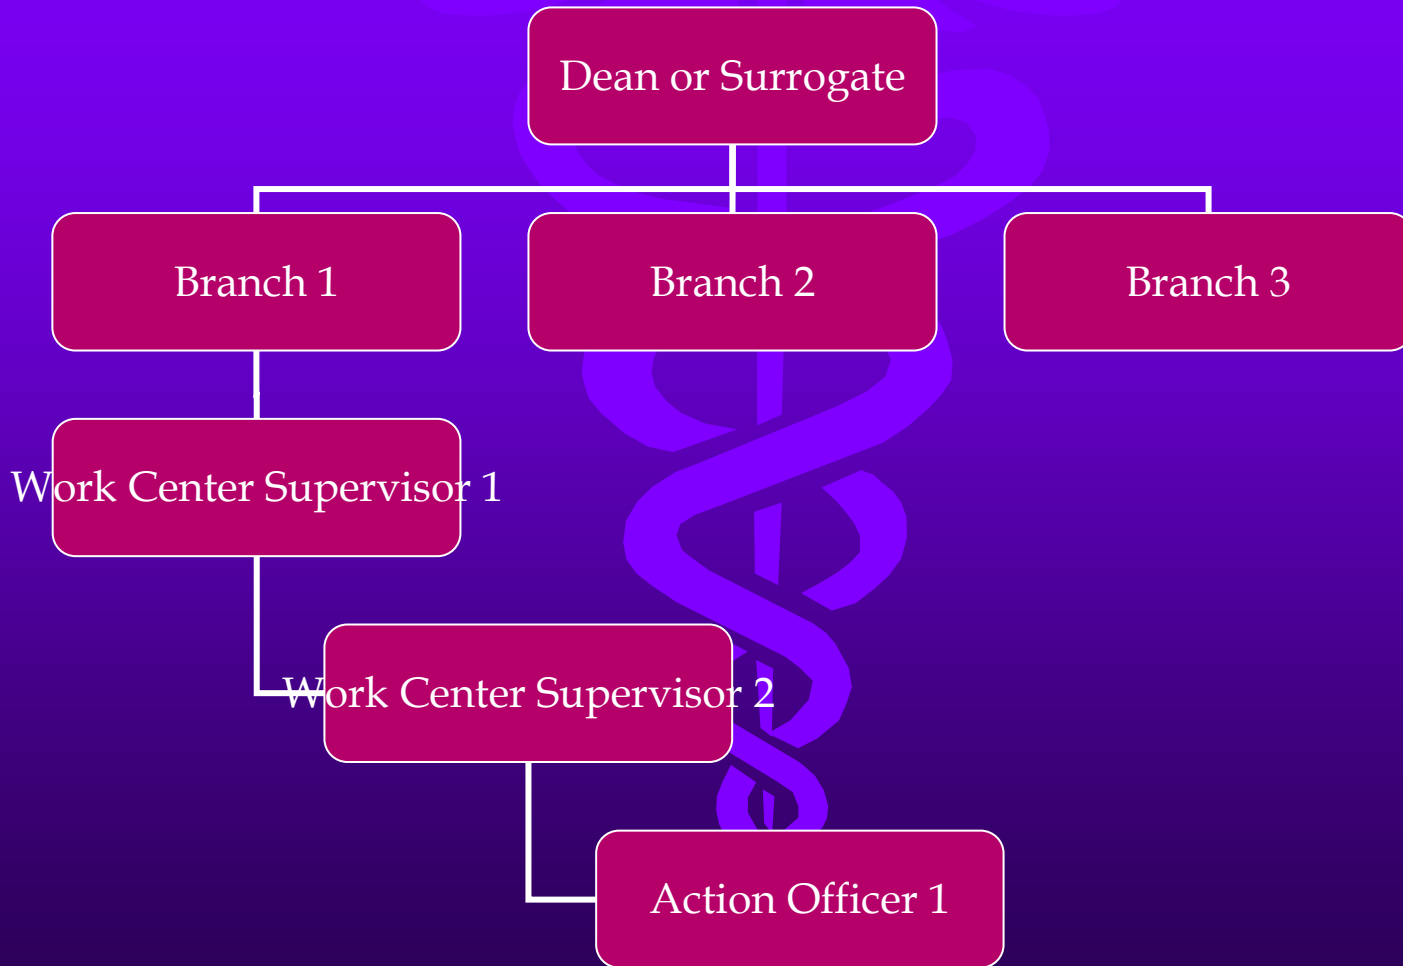 Dean or Surrogate
Branch 1
Branch 2
Branch 3
Work Center Supervisor 1
Work Center Supervisor 2
Action Officer 1